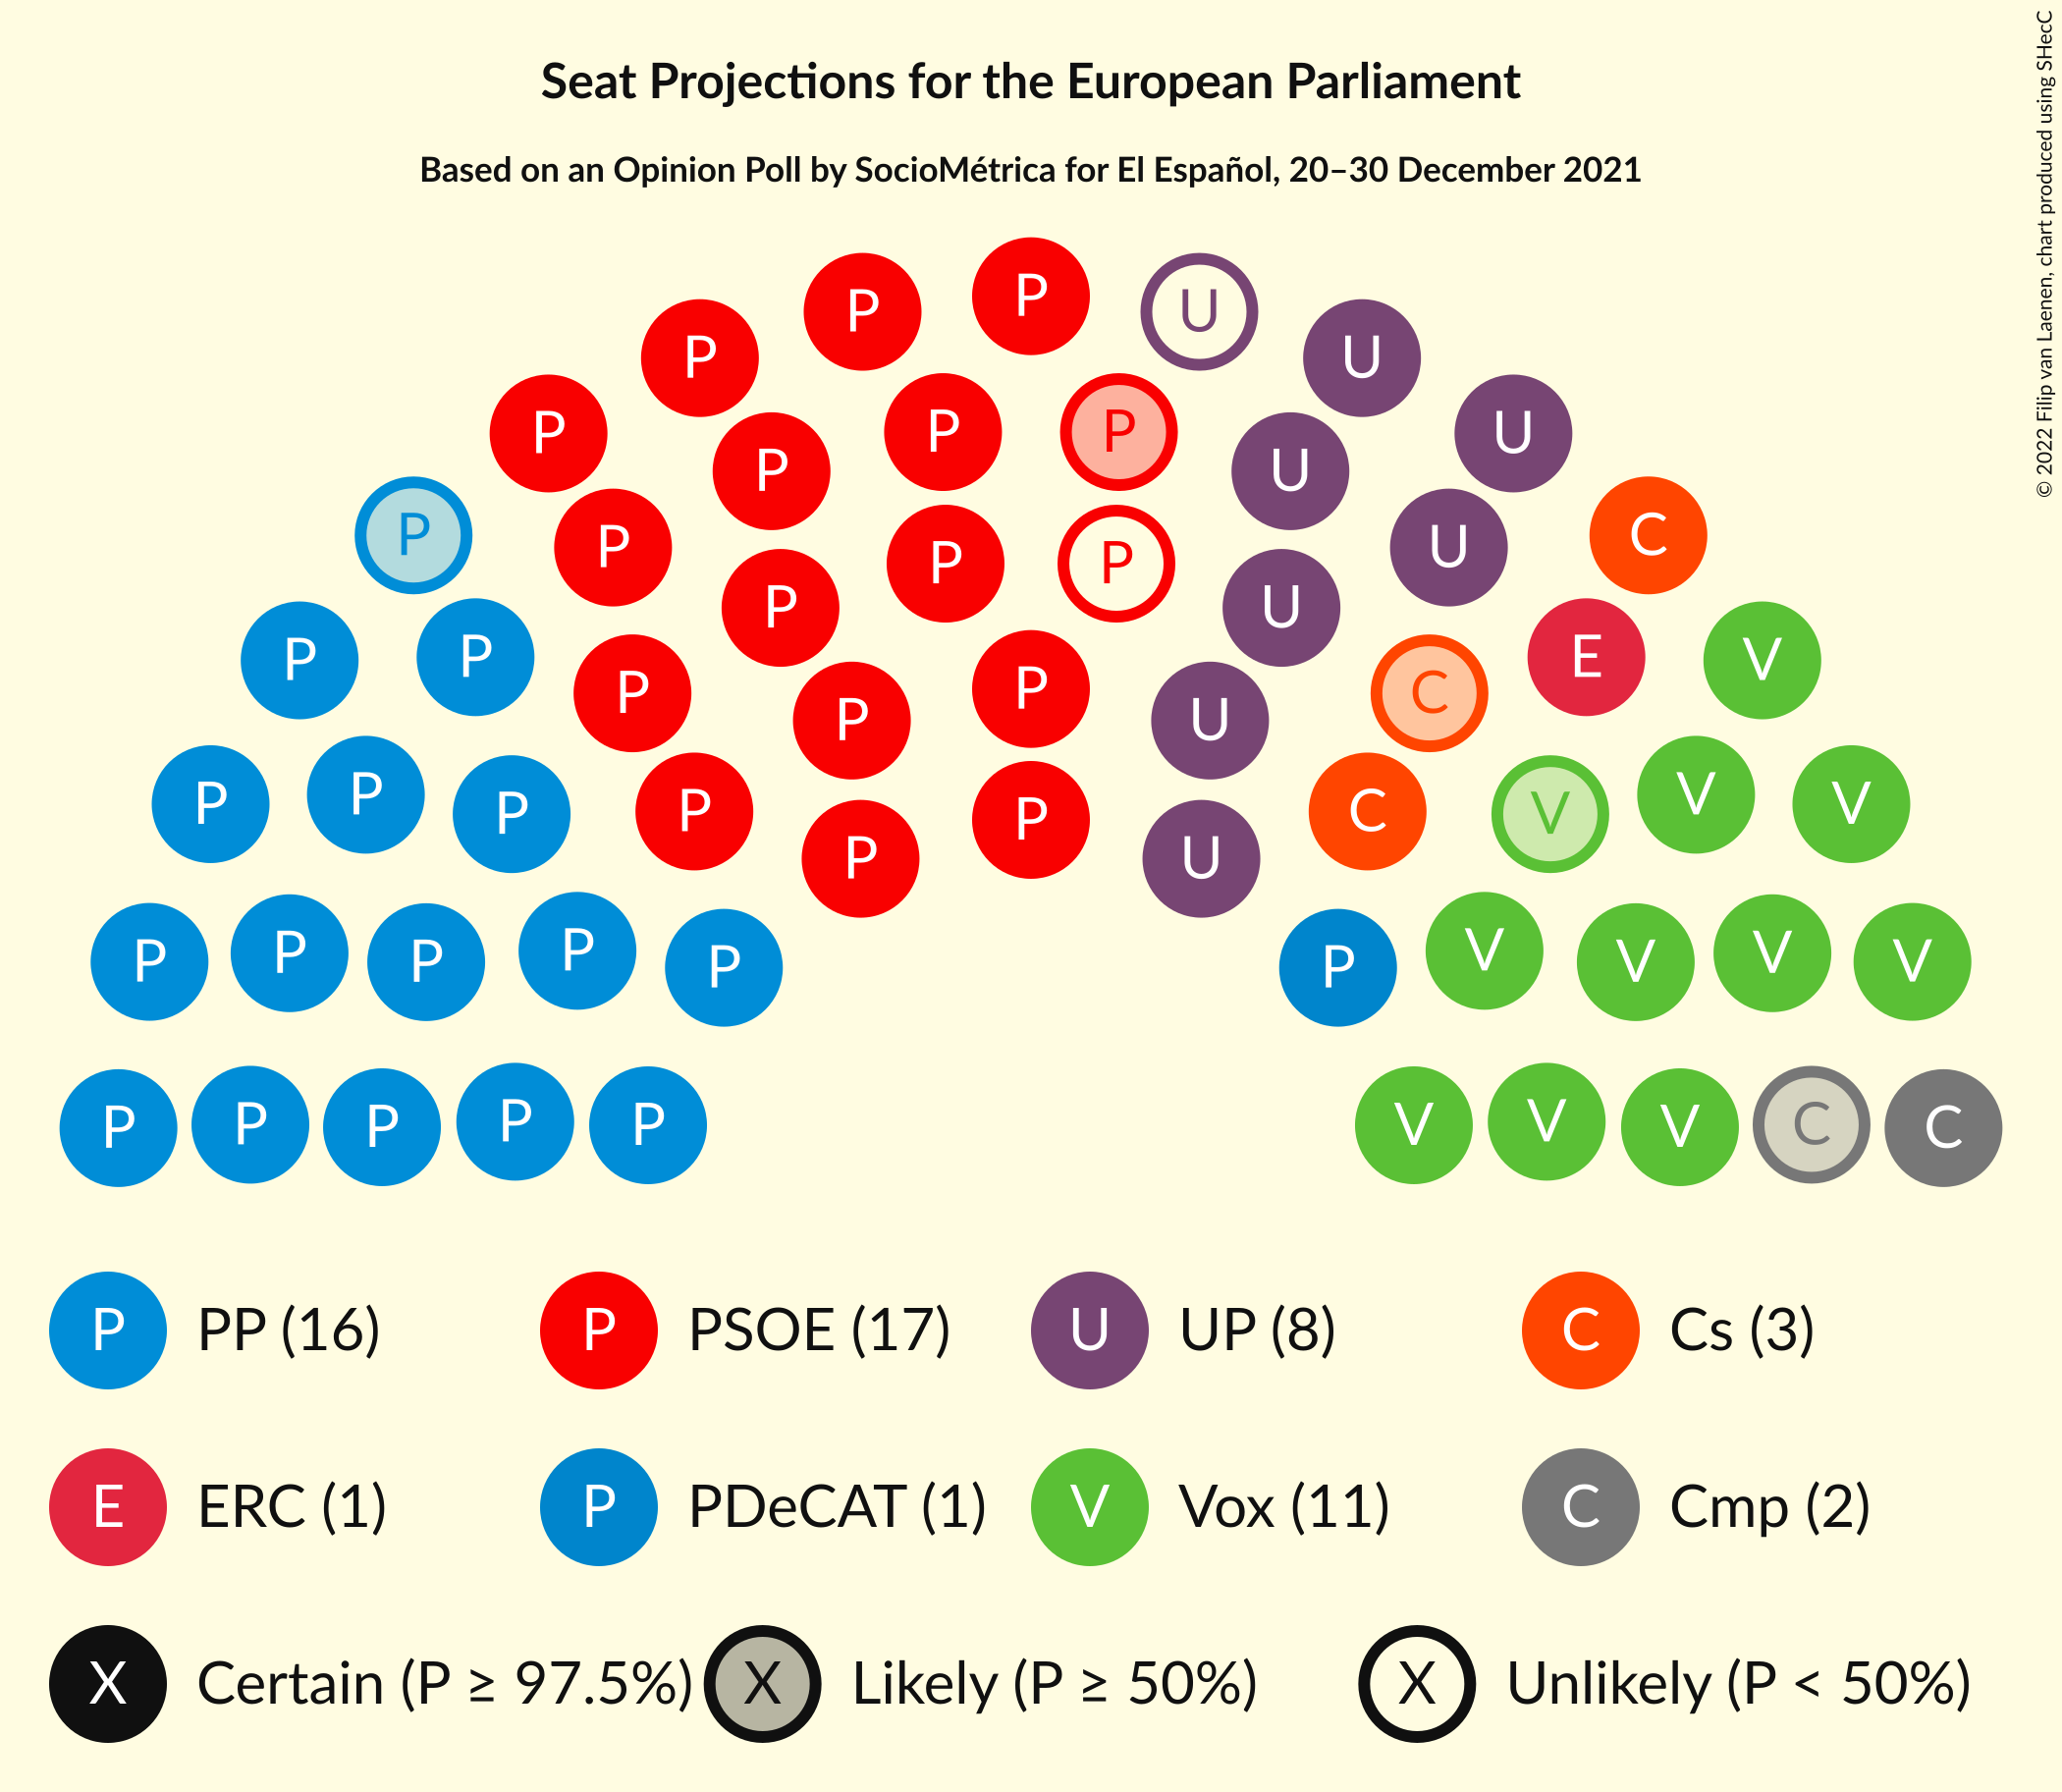 Seat Projections for the European Parliament
Based on an Opinion Poll by SocioMétrica for El Español, 20–30 December 2021
© 2022 Filip van Laenen, chart produced using SHecC
P
P U
P U
P P
P U
P U
P U
P C
P U
P P
P U
P P
P E
P C
P V
P U
P
P V
P V
P C
P V
P
P U
P V
P V
P V
P V
P P
P V
P V
P V
P C
P C
P PP (16) P PSOE (17) U UP (8) C Cs (3)
E ERC (1) P PDeCAT (1) V Vox (11) C Cmp (2)
X Certain (P ≥ 97.5%) X Likely (P ≥ 50%) X Unlikely (P < 50%)